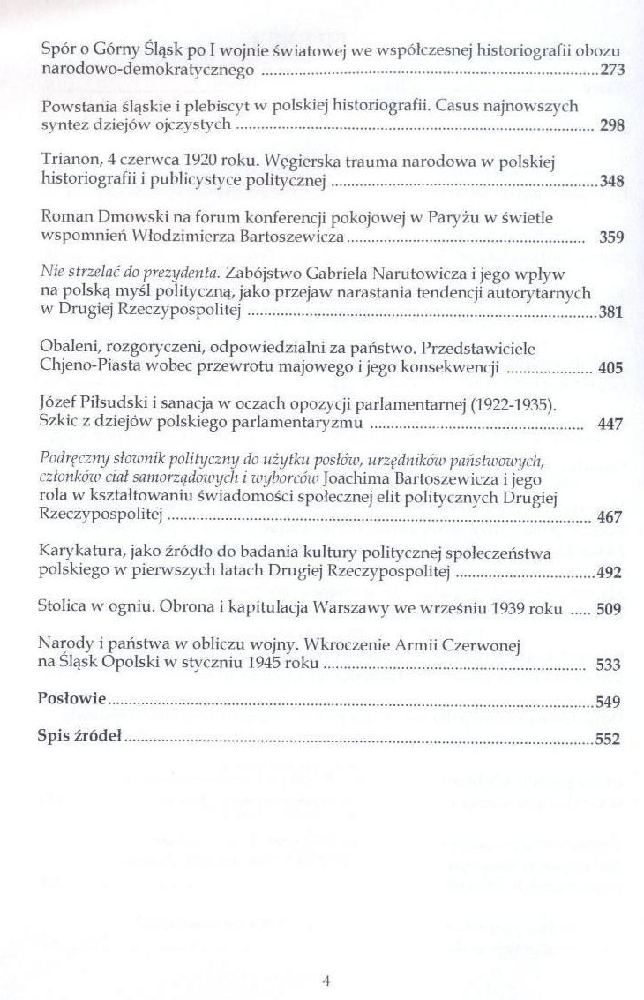 Spór o Górny Śląsk po I wojnie światowej we współczesnej historiografii obozu
narodowo-demokratycznego ........................................................................ 273
Powstania śląskie i plebiscyt w polskiej historiografii. Casus najnowszych
syntez dziejów ojczystych ........................................................................ 298
Trianon, 4 czerwca 1920 roku. Węgierska trauma narodowa w polskiej
historiografii i publicystyce politycznej ........................................................ 348
Roman Dmowski na forum konferencji pokojowej w Paryżu w świetle
wspomnień Włodzimierza Bartoszewicza ................................................ 359
Nie strzelać do prezydenta. Zabójstwo Gabriela Narutowicza i jego wpływ
na polską myśl polityczną, jako przejaw narastania tendencji autorytarnych
w Drugiej Rzeczypospolitej ........................................................................ 381
Obaleni, rozgoryczeni, odpowiedzialni za państwo. Przedstawiciele
Chjeno-Piasta wobec przewrotu majowego i jego konsekwencji .................... 405
Józef Piłsudski i sanacja w oczach opozycji parlamentarnej (1922-1935).
Szkic z dziejów polskiego parlamentaryzmu ............................................ 447
Podręczny słownik polityczny do użytku posłów, urzędników państwowych,
członków ciał samorządowych i wyborców Joachima Bartoszewicza i jego
rola w kształtowaniu świadomości społecznej elit politycznych Drugiej
Rzeczypospolitej ........................................................................................ 467
Karykatura, jako źródło do badania kultury politycznej społeczeństwa
polskiego w pierwszych latach Drugiej Rzeczypospolitej ............................ 492
Stolica w ogniu. Obrona i kapitulacja Warszawy we wrześniu 1939 roku ..... 509
Narody i państwa w obliczu wojny. Wkroczenie Armii Czerwonej
na Śląsk Opolski w styczniu 1945 roku ...................................................... 533
Posłowie .................................................................................................... 549
Spis źródeł ................................................................................................ 552
4